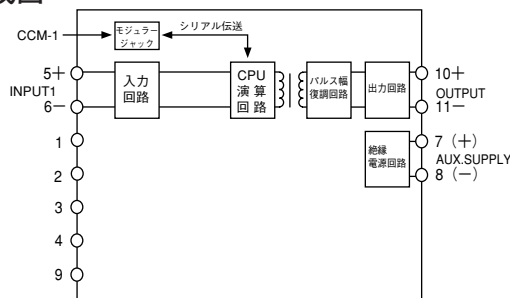 CCM-1
モジュラー
ジャック
シリアル伝送
5＋
INPUT1
6－
入力
回路
CPU
演算
回路
パルス幅
復調回路
出力回路
10＋
OUTPUT
11－
絶縁
電源回路
7（＋）
AUX.SUPPLY
8（－）
1
2
3
4
9